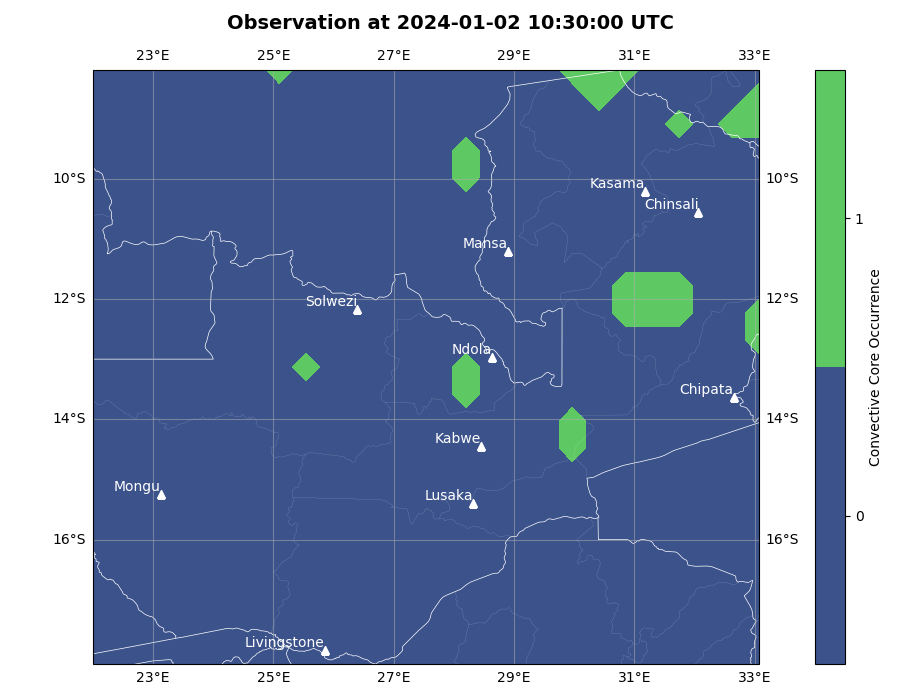 Observation at 2024-01-02 10:30:00 UTC
23°E 25°E 27°E 29°E 31°E 33°E
10°S 10°S
Kasama
Chinsali
1
Mansa
12°S 12°S
Solwezi
Ndola
Convective Core Occurrence
Chipata
14°S 14°S
Kabwe
Mongu
Lusaka
0
16°S 16°S
Livingstone
23°E 25°E 27°E 29°E 31°E 33°E